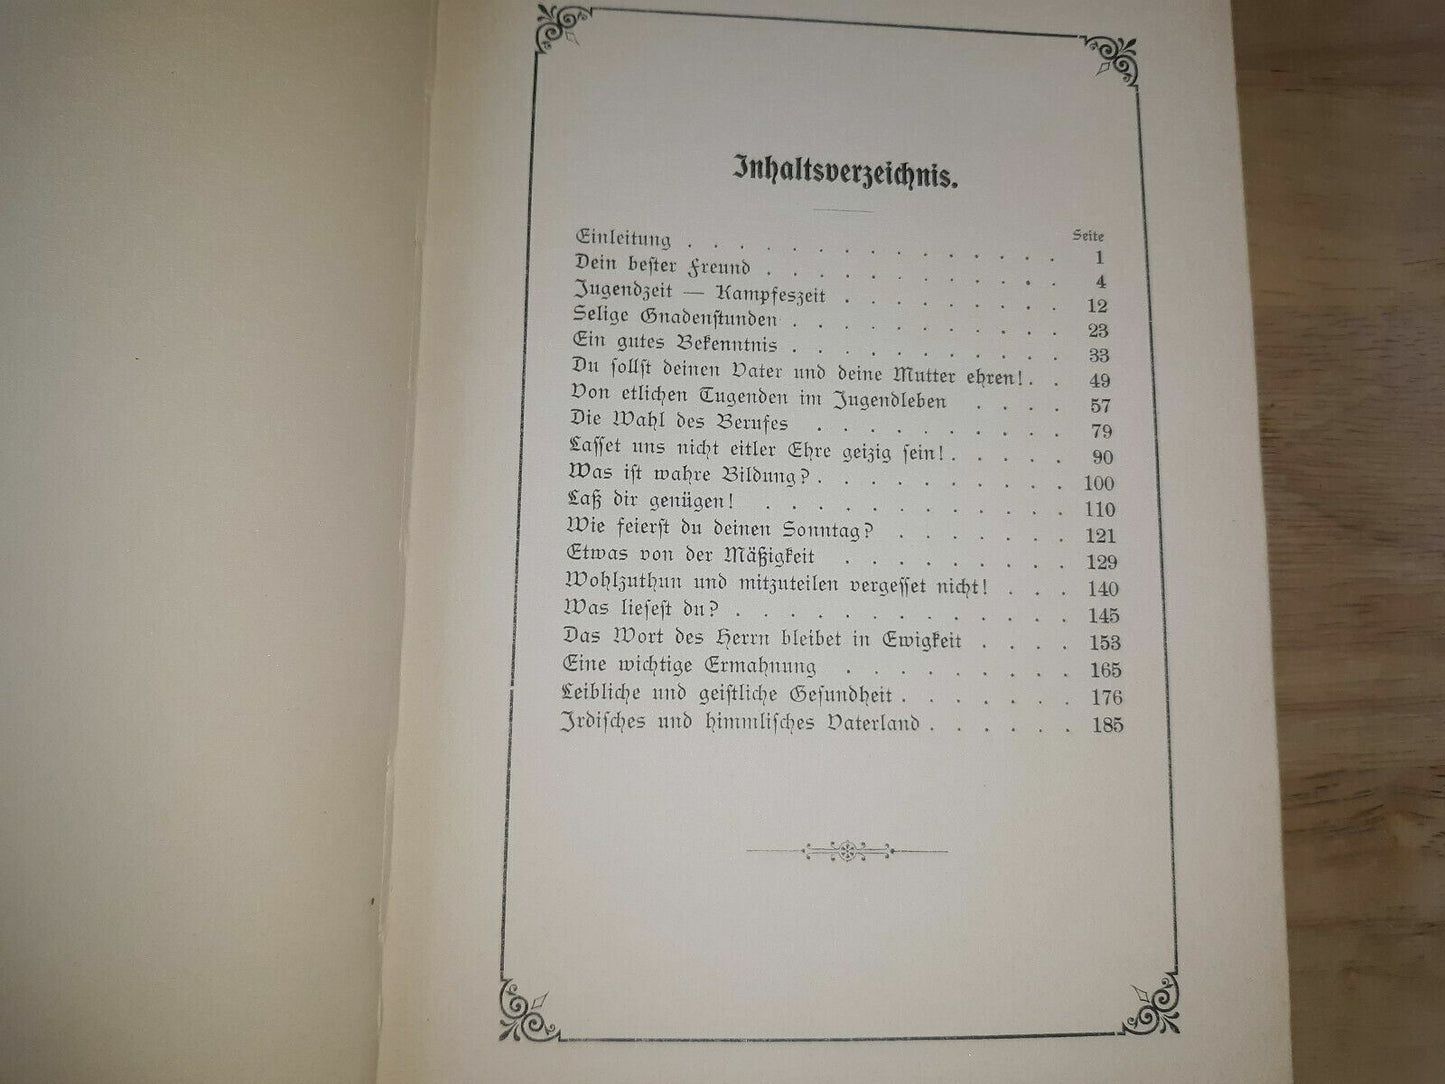 Inhaltsverzeichnis.
Seite
Einleitung . . . . . . . . . . . . . . 1
Dein bester Freund . . . . . . . . . . . 4
Jugendzeit — Kampfeszeit . . . . . . . . 12
Selige Gnadenstunden . . . . . . . . . . 23
Ein gutes Bekenntnis . . . . . . . . . . 33
Du sollst deinen Vater und deine Mutter ehren! . . 49
Von etlichen Tugenden im Jugendleben . . . . 57
Die Wahl des Berufes . . . . . . . . . . 79
Lasset uns nicht eitler Ehre geizig sein! . . . . . 90
Was ist wahre Bildung? . . . . . . . . . . 100
Laß dir genügen! . . . . . . . . . . . . 110
Wie feierst du deinen Sonntag? . . . . . . . 121
Etwas von der Mäßigkeit . . . . . . . . . 129
Wohlzuthun und mitzuteilen vergesset nicht! . . . 140
Was liesest du? . . . . . . . . . . . . . 145
Das Wort des Herrn bleibet in Ewigkeit . . . . 153
Eine wichtige Ermahnung . . . . . . . . . 165
Leibliche und geistliche Gesundheit . . . . . . . 176
Irdisches und himmlisches Vaterland . . . . . . 185